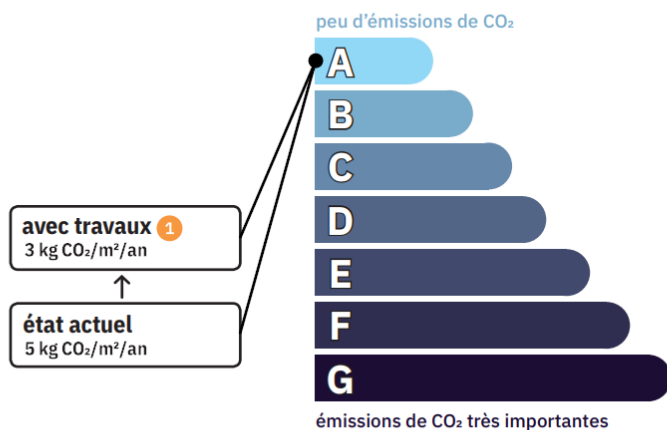 peu d'émissions de CO₂
A
B
C
D
E
F
G
émissions de CO₂ très importantes
avec travaux 1
3 kg CO₂/m²/an
état actuel
5 kg CO₂/m²/an